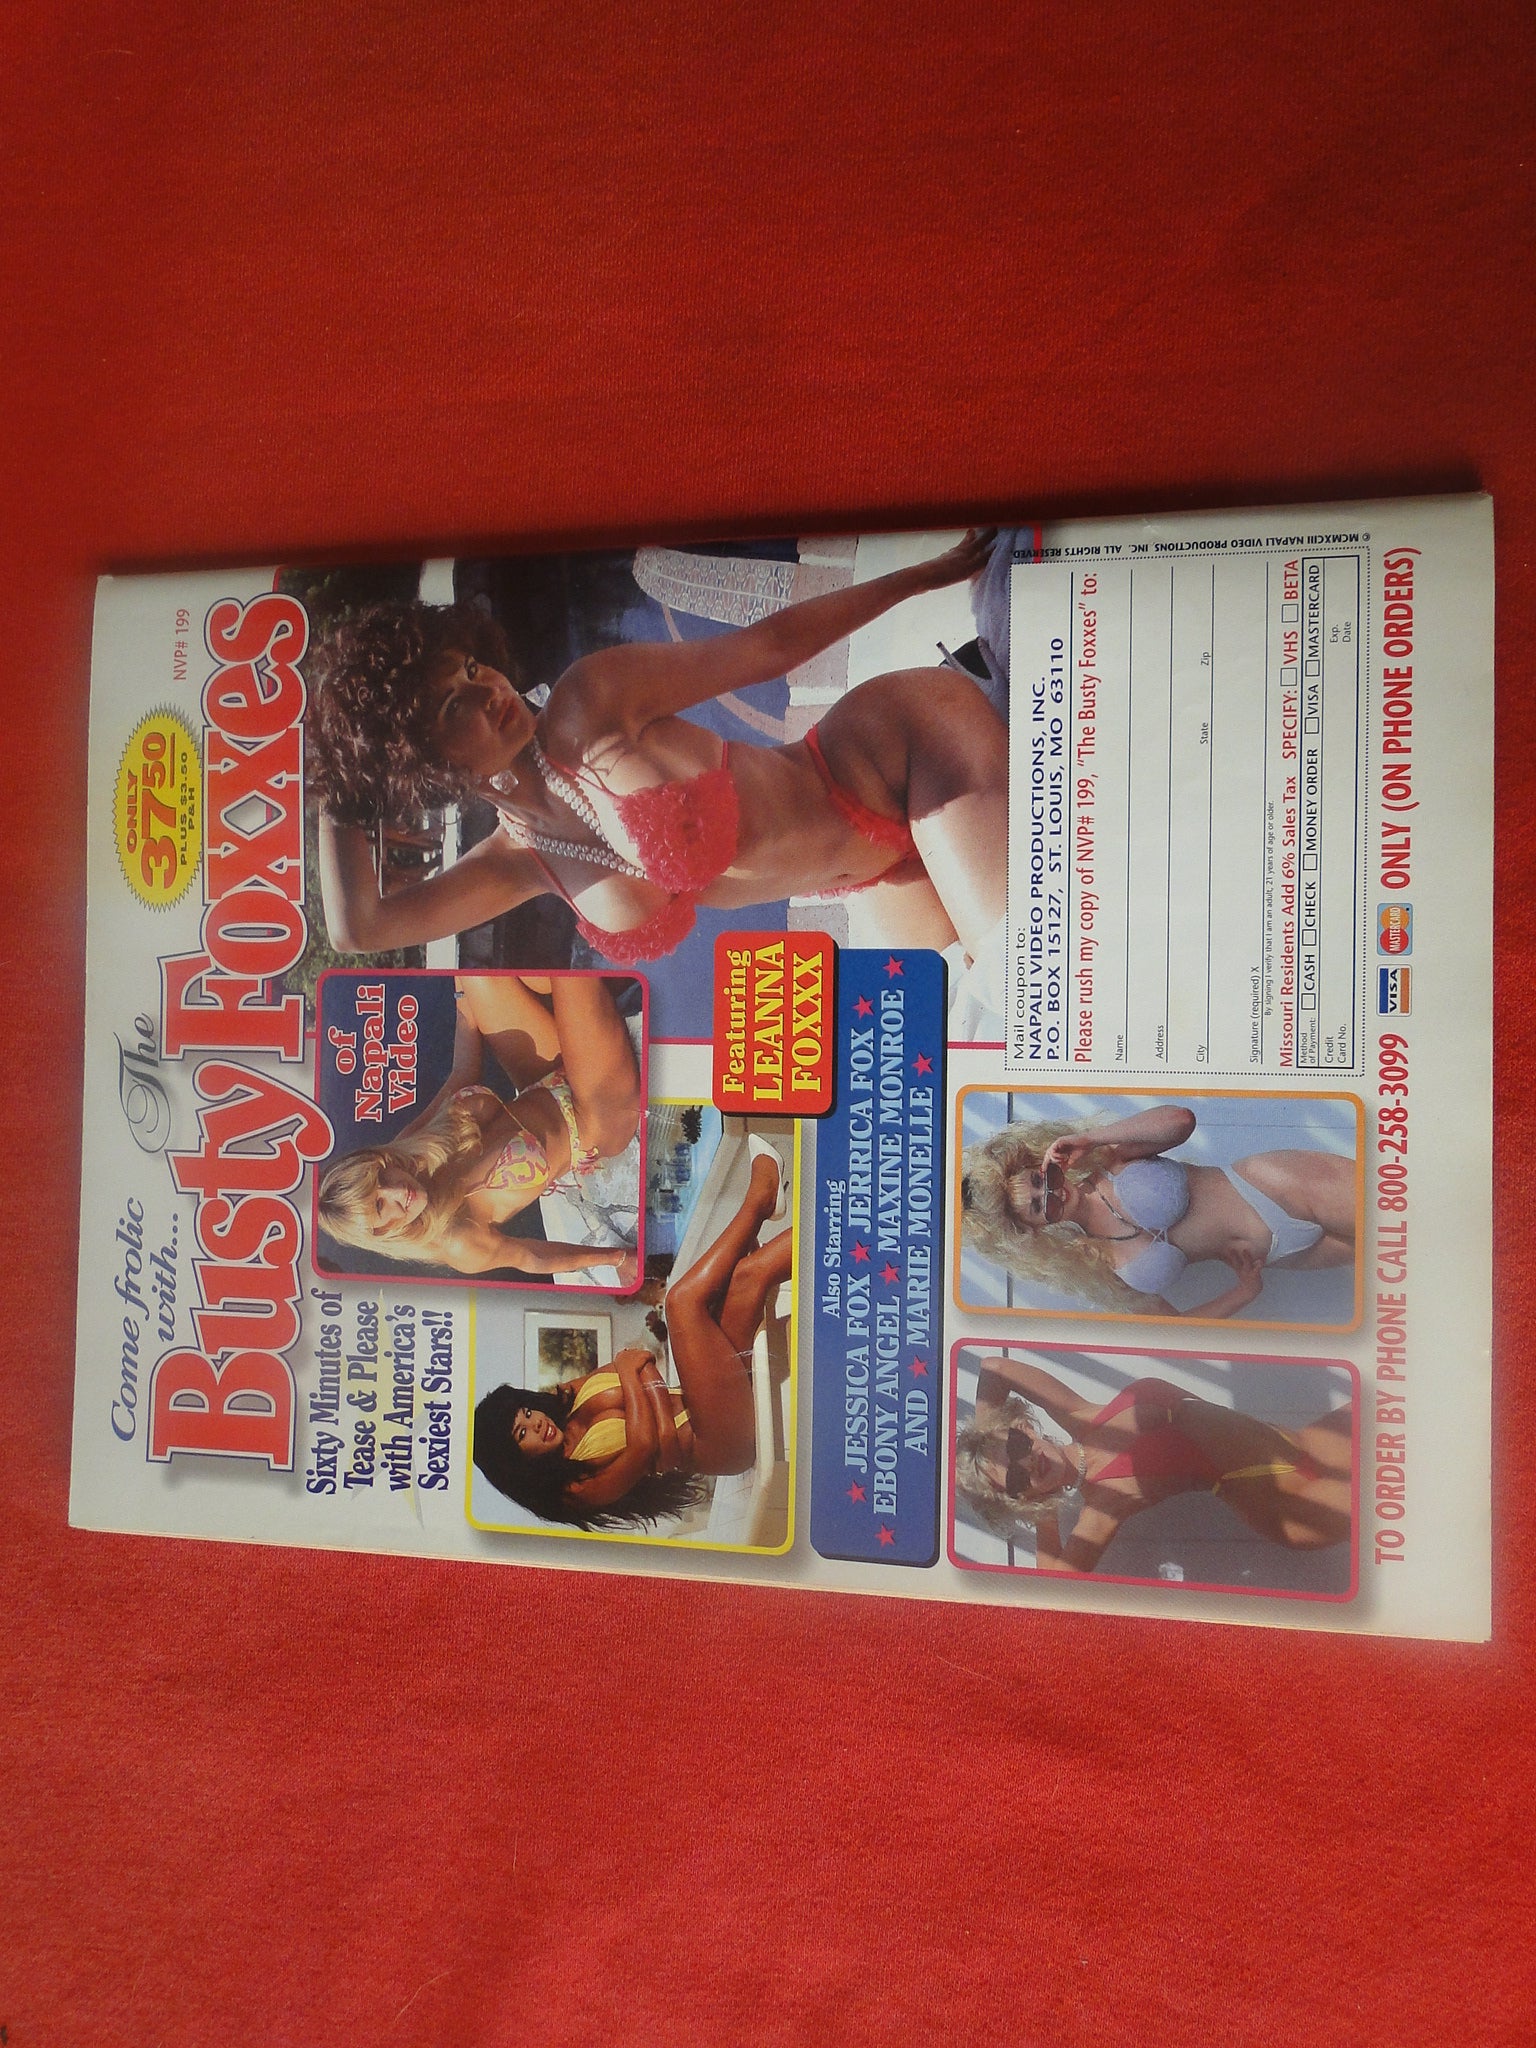 Come frolic
with...
The
Busty Foxxes
ONLY
37⁵⁰
PLUS $3.50
P&H
NVP# 199
Sixty Minutes of
Tease & Please
with America's
Sexiest Stars!!
of
Napali
Video
Featuring
LEANNA
FOXXX
Also Starring
★ JESSICA FOX ★ JERRICA FOX ★
★ EBONY ANGEL ★ MAXINE MONROE ★
AND ★ MARIE MONELLE ★
Mail coupon to:
NAPALI VIDEO PRODUCTIONS, INC.
P.O. BOX 15127, ST. LOUIS, MO 63110
Please rush my copy of NVP# 199, "The Busty Foxxes" to:
Name
Address
City State Zip
Signature (required) X
By signing I verify that I am an adult, 21 years of age or older.
Missouri Residents Add 6% Sales Tax SPECIFY: ☐ VHS ☐ BETA
Method of Payment: ☐ CASH ☐ CHECK ☐ MONEY ORDER ☐ VISA ☐ MASTERCARD
Credit Card No. Exp. Date
© MCMXCIII NAPALI VIDEO PRODUCTIONS, INC. ALL RIGHTS RESERVED.
TO ORDER BY PHONE CALL 800-258-3099 VISA MASTERCARD ONLY (ON PHONE ORDERS)